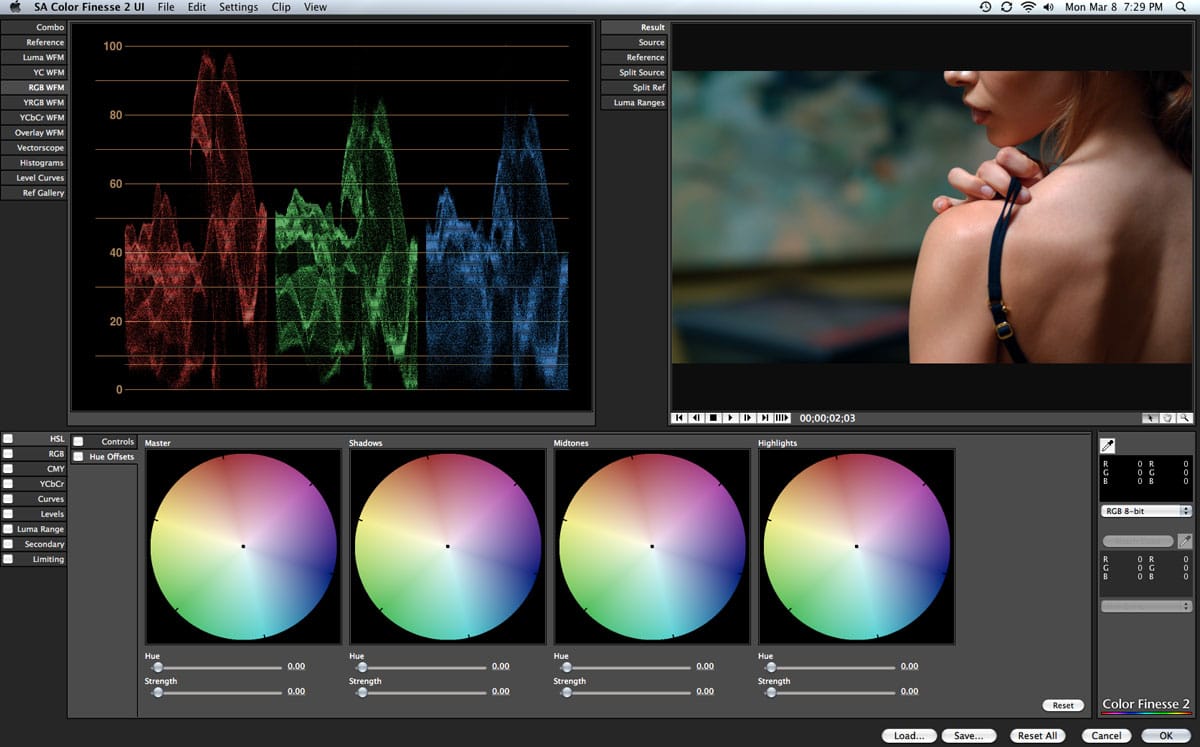 SA Color Finesse 2 UI File Edit Settings Clip View Mon Mar 8 7:29 PM
Combo
Reference
Luma WFM
YC WFM
RGB WFM
YRGB WFM
YCbCr WFM
Overlay WFM
Vectorscope
Histograms
Level Curves
Ref Gallery
100
80
60
40
20
0
Result
Source
Reference
Split Source
Split Ref
Luma Ranges
00;00;02;03
HSL
RGB
CMY
YCbCr
Curves
Levels
Luma Range
Secondary
Limiting
Controls
Hue Offsets
Master Shadows Midtones Highlights
Hue Hue Hue Hue
0.00 0.00 0.00 0.00
Strength Strength Strength Strength
0.00 0.00 0.00 0.00
Reset
R 0 R 0
G 0 G 0
B 0 B 0
RGB 8-bit
R 0 R 0
G 0 G 0
B 0 B 0
Color Finesse 2
Load... Save... Reset All Cancel OK